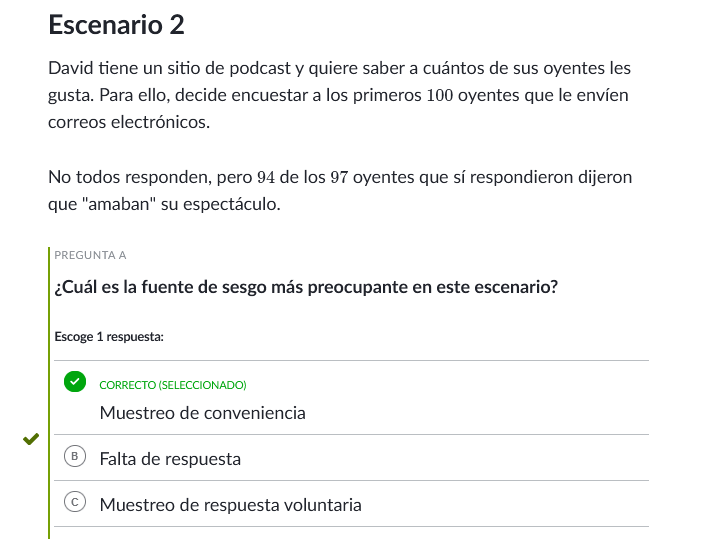 Escenario 2
David tiene un sitio de podcast y quiere saber a cuántos de sus oyentes les
gusta. Para ello, decide encuestar a los primeros 100 oyentes que le envíen
correos electrónicos.
No todos responden, pero 94 de los 97 oyentes que sí respondieron dijeron
que "amaban" su espectáculo.
PREGUNTA A
¿Cuál es la fuente de sesgo más preocupante en este escenario?
Escoge 1 respuesta:
CORRECTO (SELECCIONADO)
Muestreo de conveniencia
B Falta de respuesta
C Muestreo de respuesta voluntaria